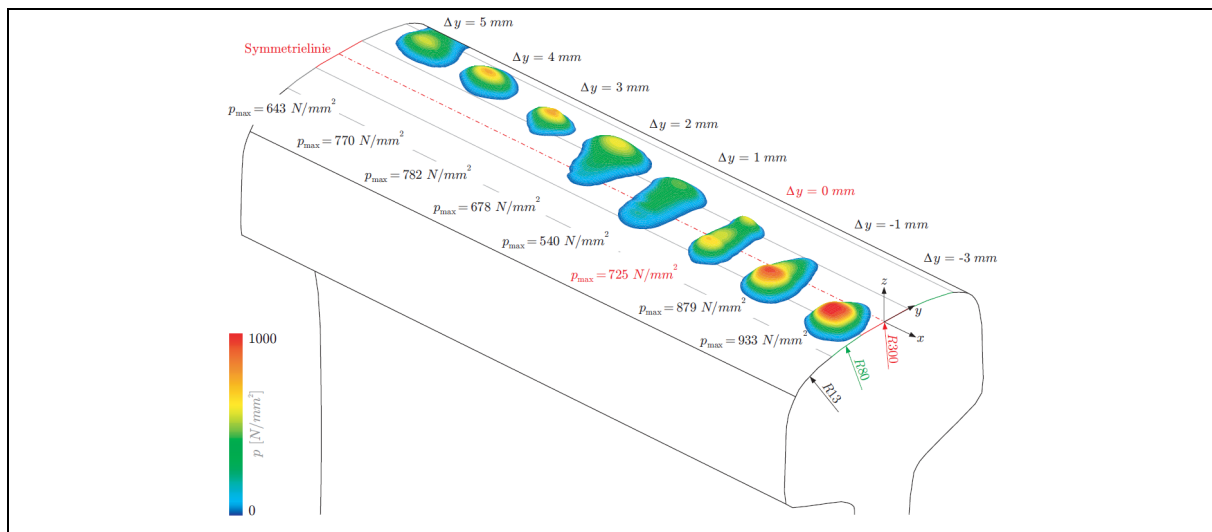 Δy = 5 mm
Symmetrielinie
Δy = 4 mm
Δy = 3 mm
p_max = 643 N/mm²
Δy = 2 mm
p_max = 770 N/mm²
Δy = 1 mm
p_max = 782 N/mm²
Δy = 0 mm
p_max = 678 N/mm²
Δy = -1 mm
p_max = 540 N/mm²
Δy = -3 mm
p_max = 725 N/mm²
z
y
p_max = 879 N/mm²
x
p_max = 933 N/mm²
R300
R80
R13
1000
p [N/mm²]
0